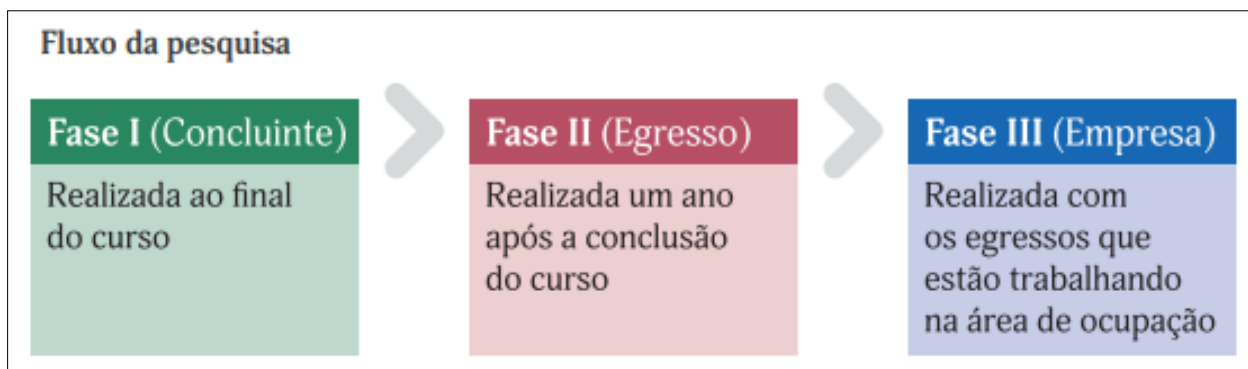 Fluxo da pesquisa
Fase I (Concluinte)
Realizada ao final
do curso
Fase II (Egresso)
Realizada um ano
após a conclusão
do curso
Fase III (Empresa)
Realizada com
os egressos que
estão trabalhando
na área de ocupação